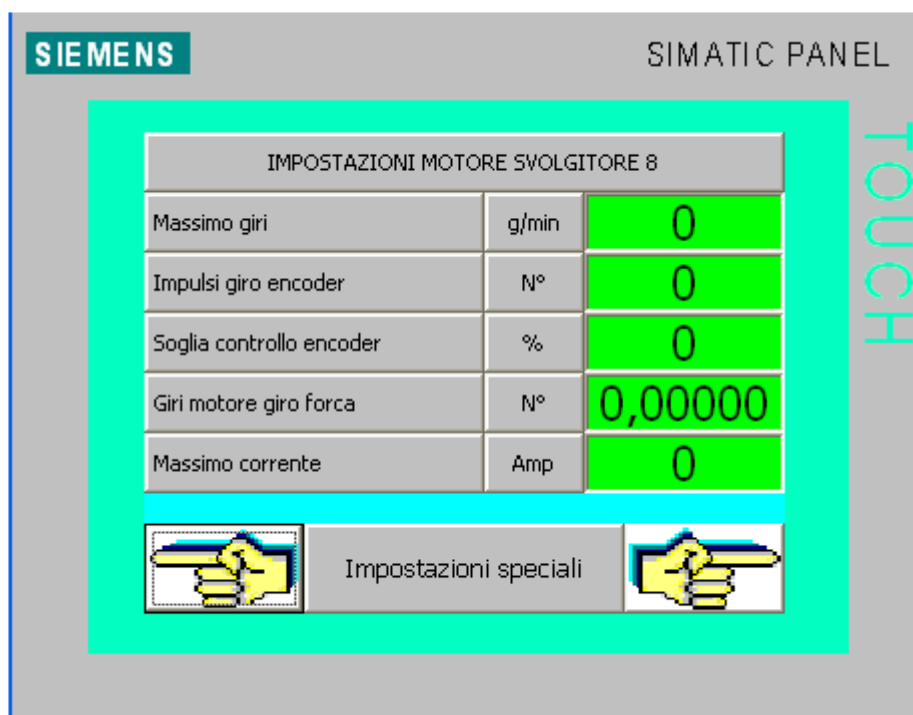 SIEMENS
SIMATIC PANEL
TOUCH
IMPOSTAZIONI MOTORE SVOLGITORE 8
Massimo giri g/min 0
Impulsi giro encoder N° 0
Soglia controllo encoder % 0
Giri motore giro forca N° 0,00000
Massimo corrente Amp 0
Impostazioni speciali